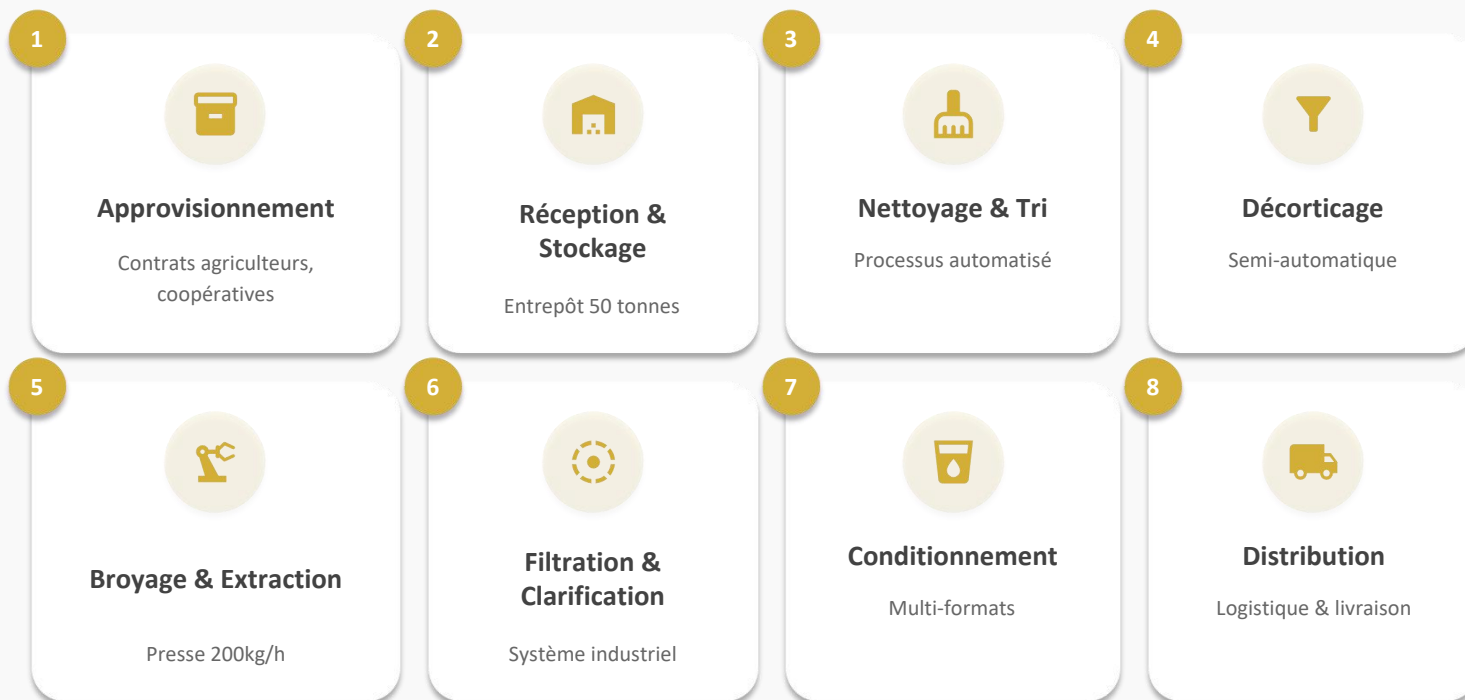 1
Approvisionnement
Contrats agriculteurs,
coopératives
2
Réception &
Stockage
Entrepôt 50 tonnes
3
Nettoyage & Tri
Processus automatisé
4
Décorticage
Semi-automatique
5
Broyage & Extraction
Presse 200kg/h
6
Filtration &
Clarification
Système industriel
7
Conditionnement
Multi-formats
8
Distribution
Logistique & livraison